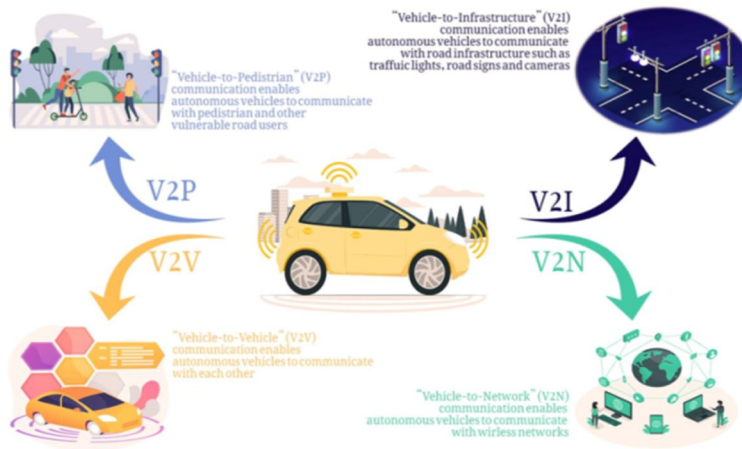 "Vehicle-to-Pedistrian" (V2P)
communication enables
autonomous vehicles to communicate
with pedistrian and other
vulnerable road users
"Vehicle-to-Infrastructure" (V2I)
communication enables
autonomous vehicles to communicate
with road infrastructure such as
traffuic lights, road signs and cameras
V2P
V2I
V2V
V2N
"Vehicle-to-Vehicle" (V2V)
communication enables
autonomous vehicles to communicate
with each other
"Vehicle-to-Network" (V2N)
communication enables
autonomous vehicles to communicate
with wirless networks